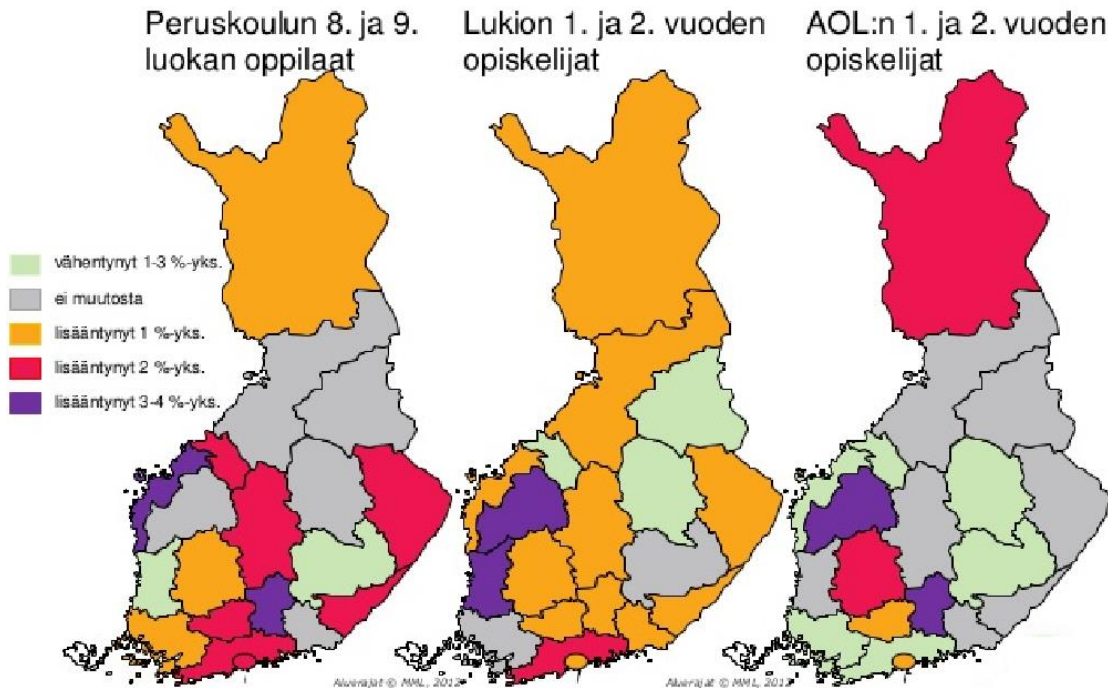 Peruskoulun 8. ja 9.
luokan oppilaat
Lukion 1. ja 2. vuoden
opiskelijat
AOL:n 1. ja 2. vuoden
opiskelijat
vähentynyt 1-3 %-yks.
ei muutosta
lisääntynyt 1 %-yks.
lisääntynyt 2 %-yks.
lisääntynyt 3-4 %-yks.
Aluerajat © MML, 2012
Aluerajat © MML, 2012